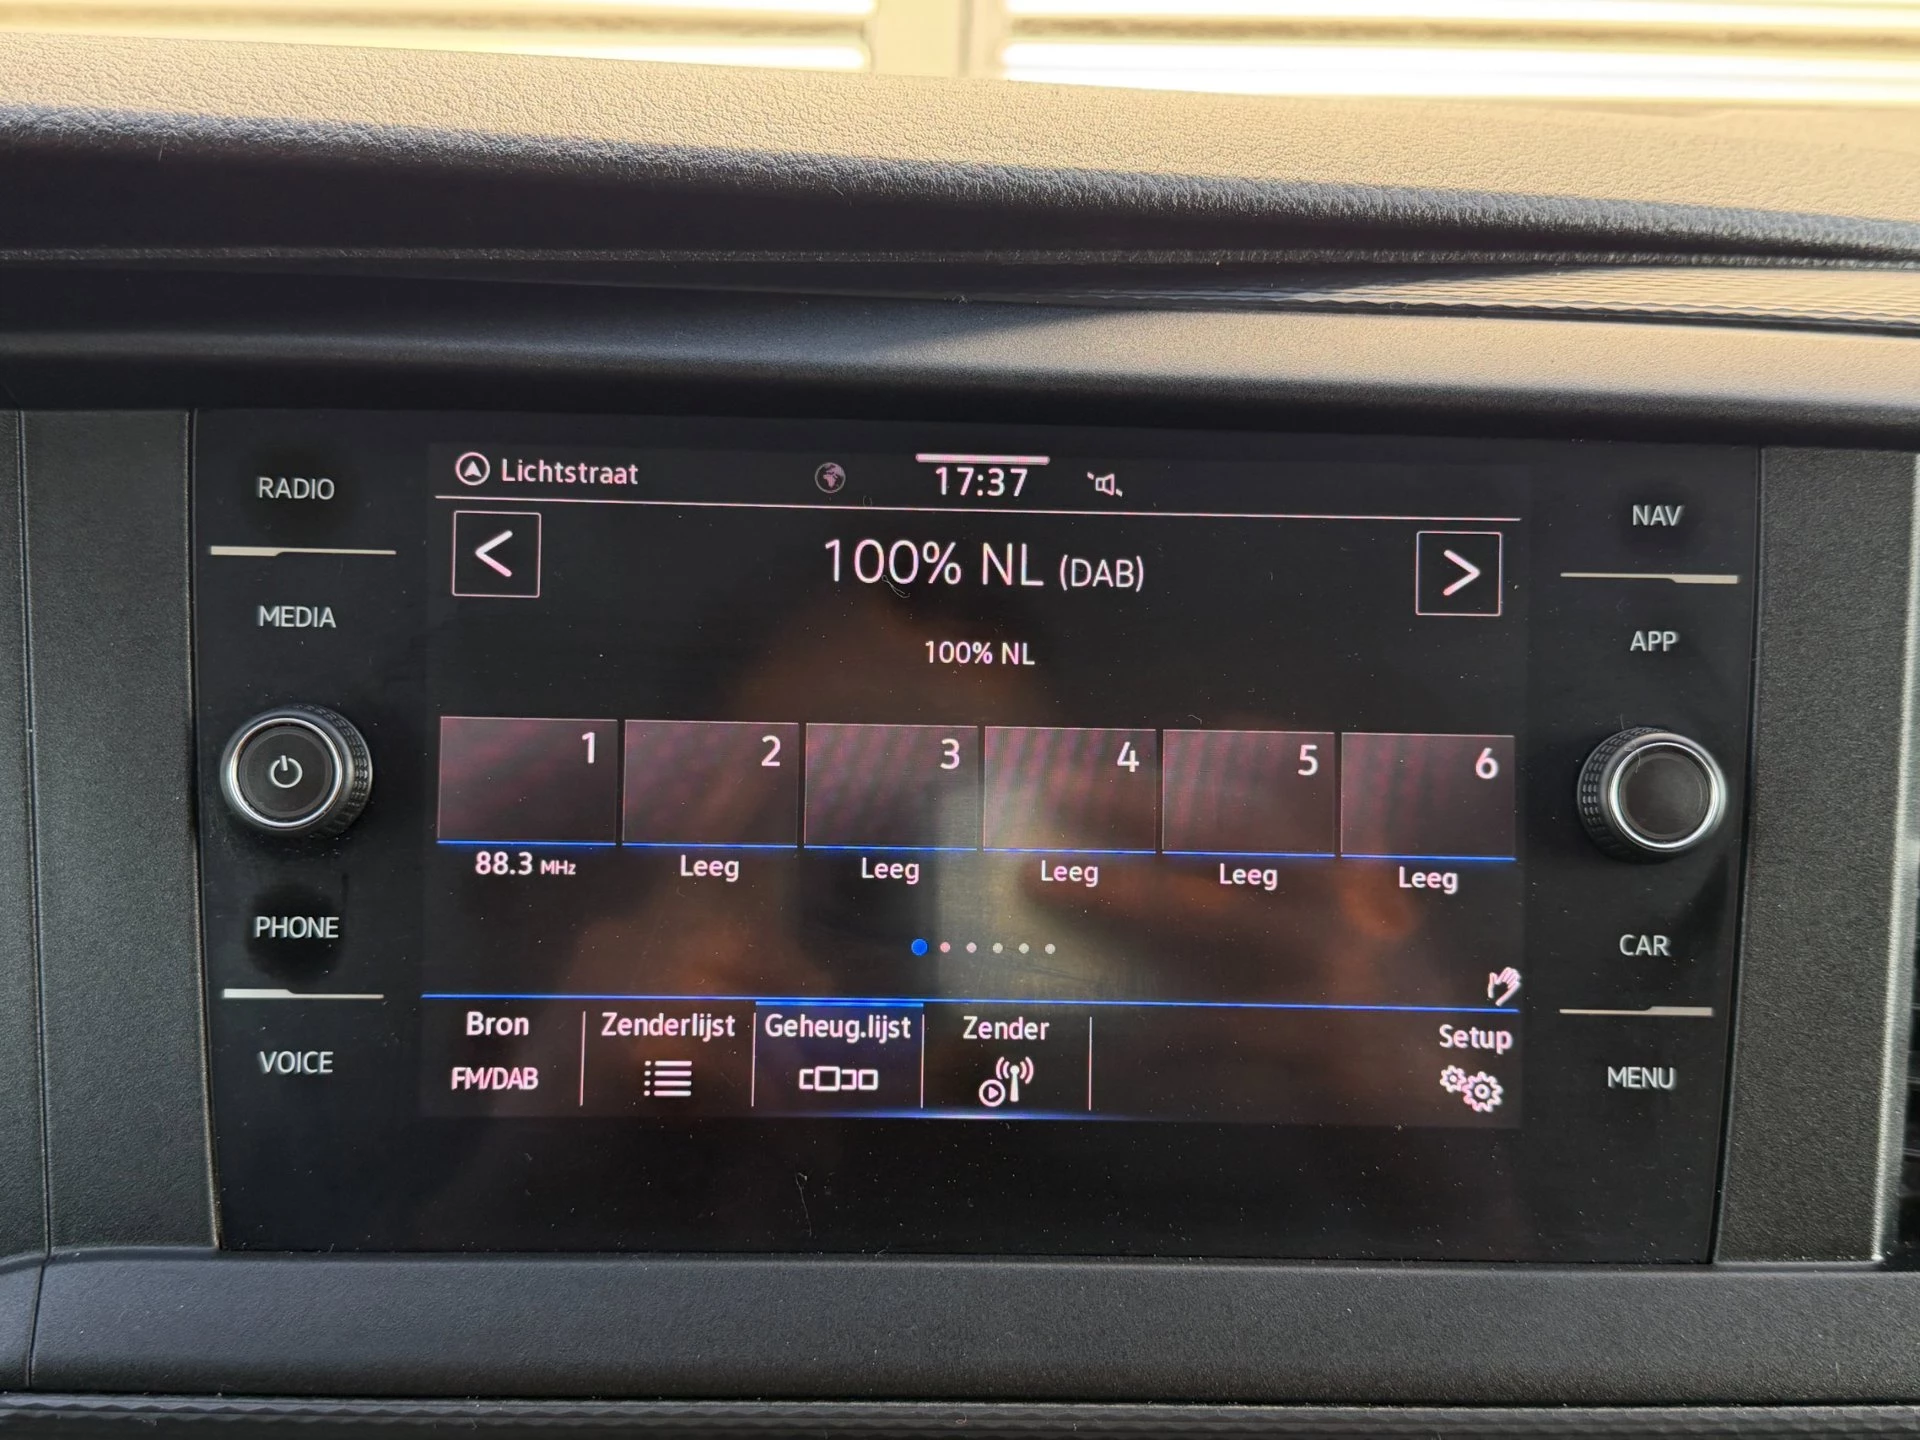 RADIO
MEDIA
PHONE
VOICE
Lichtstraat
17:37
<
100% NL (DAB)
>
100% NL
1 2 3 4 5 6
88.3 MHz Leeg Leeg Leeg Leeg Leeg
Bron Zenderlijst Geheug.lijst Zender Setup
FM/DAB
NAV
APP
CAR
MENU